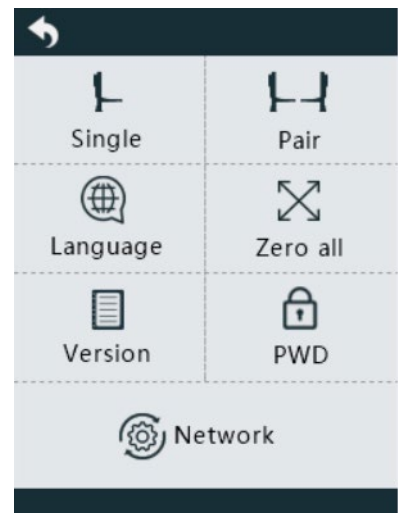 Single
Pair
Language
Zero all
Version
PWD
Network